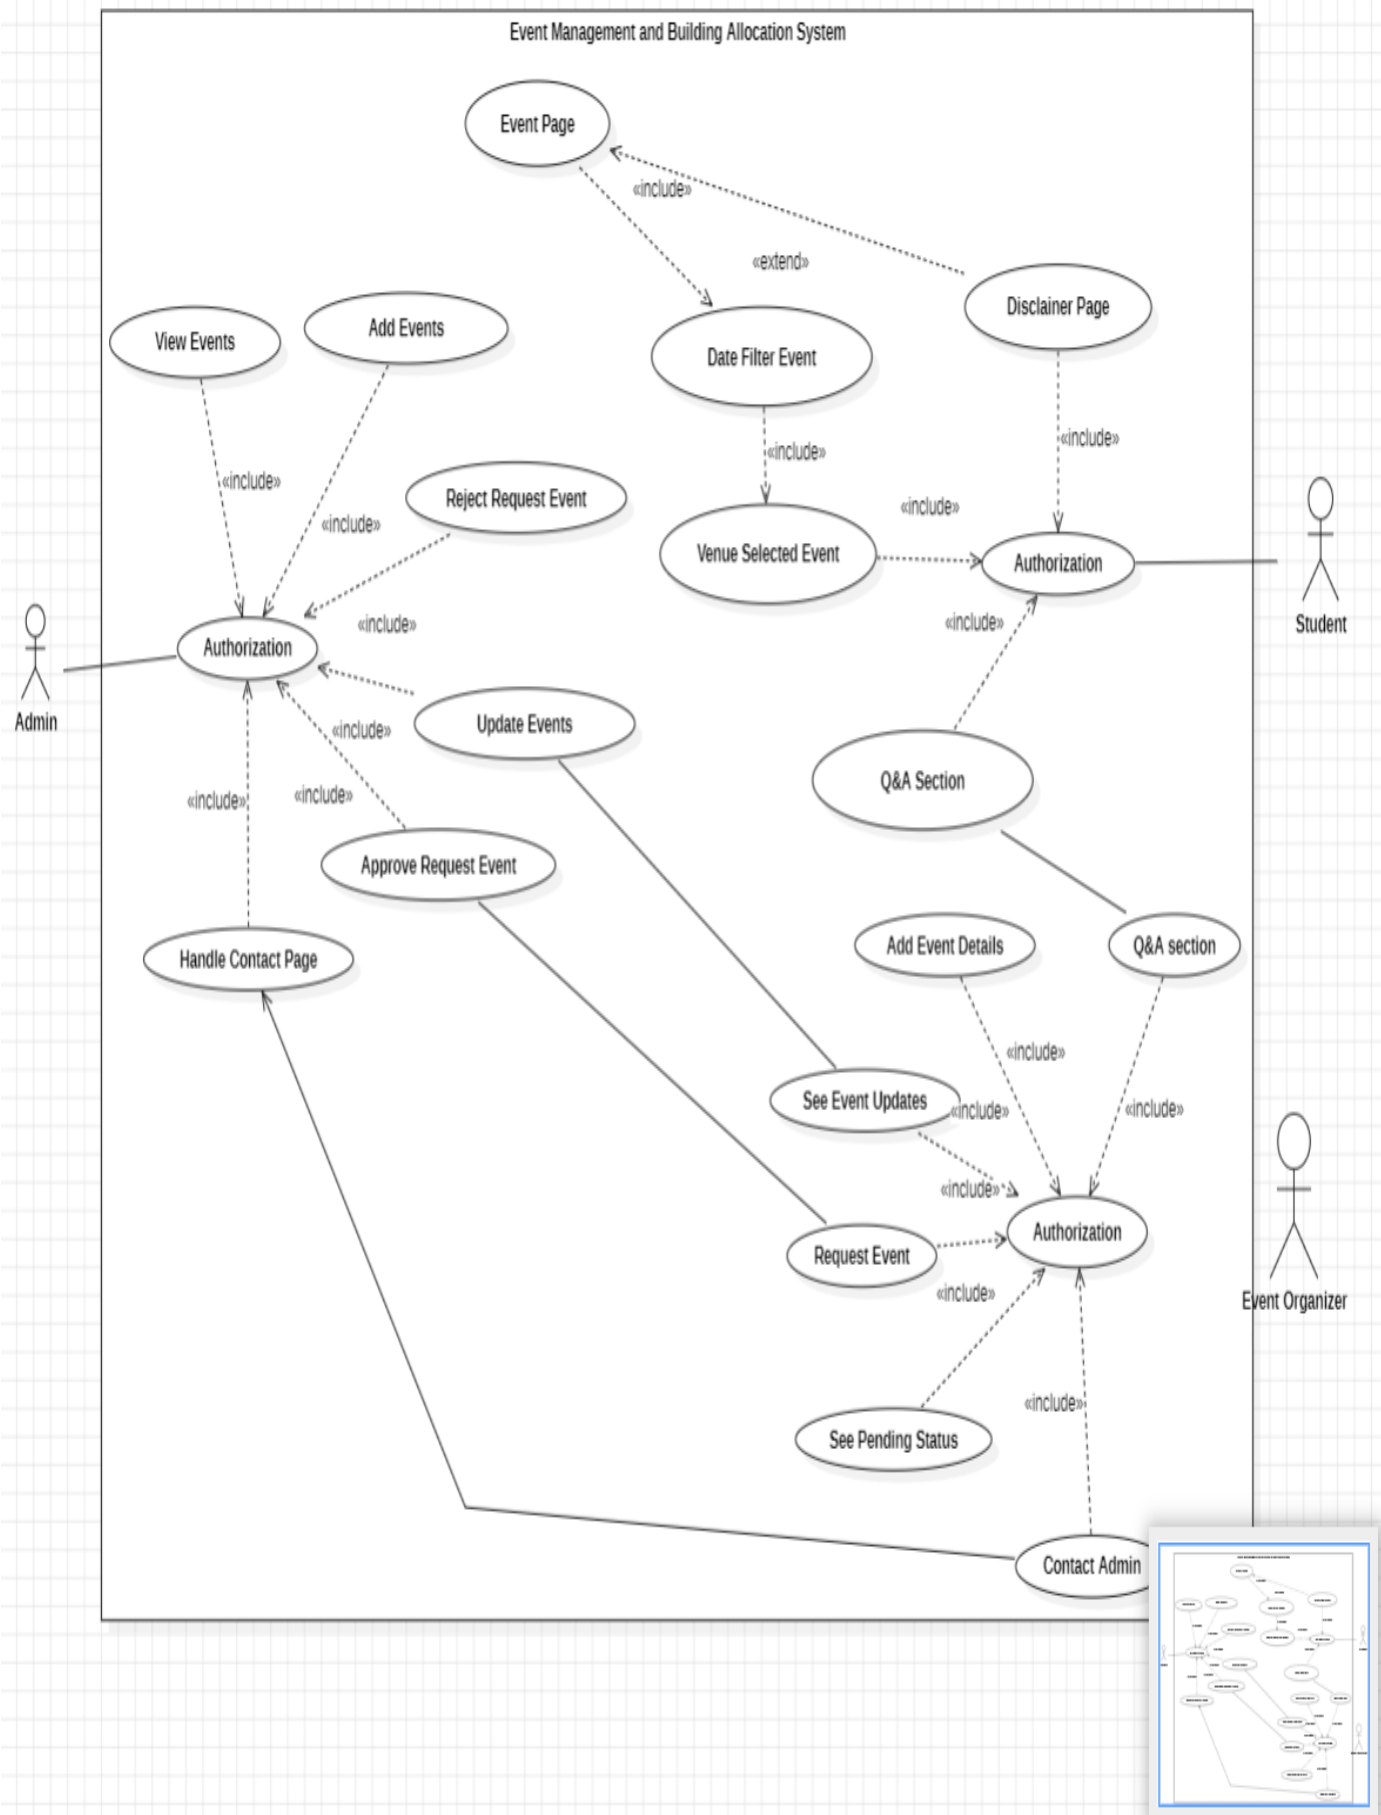 Event Management and Building Allocation System
Event Page
«include»
«extend»
Disclainer Page
View Events
Add Events
Date Filter Event
«include»
«include»
«include»
Reject Request Event
«include»
«include»
Venue Selected Event
Authorization
Student
«include»
«include»
Authorization
Admin
Update Events
«include»
Q&A Section
«include»
«include»
Approve Request Event
Handle Contact Page
Add Event Details
Q&A section
«include»
See Event Updates
«include»
«include»
«include»
Authorization
Request Event
«include»
Event Organizer
«include»
See Pending Status
Contact Admin